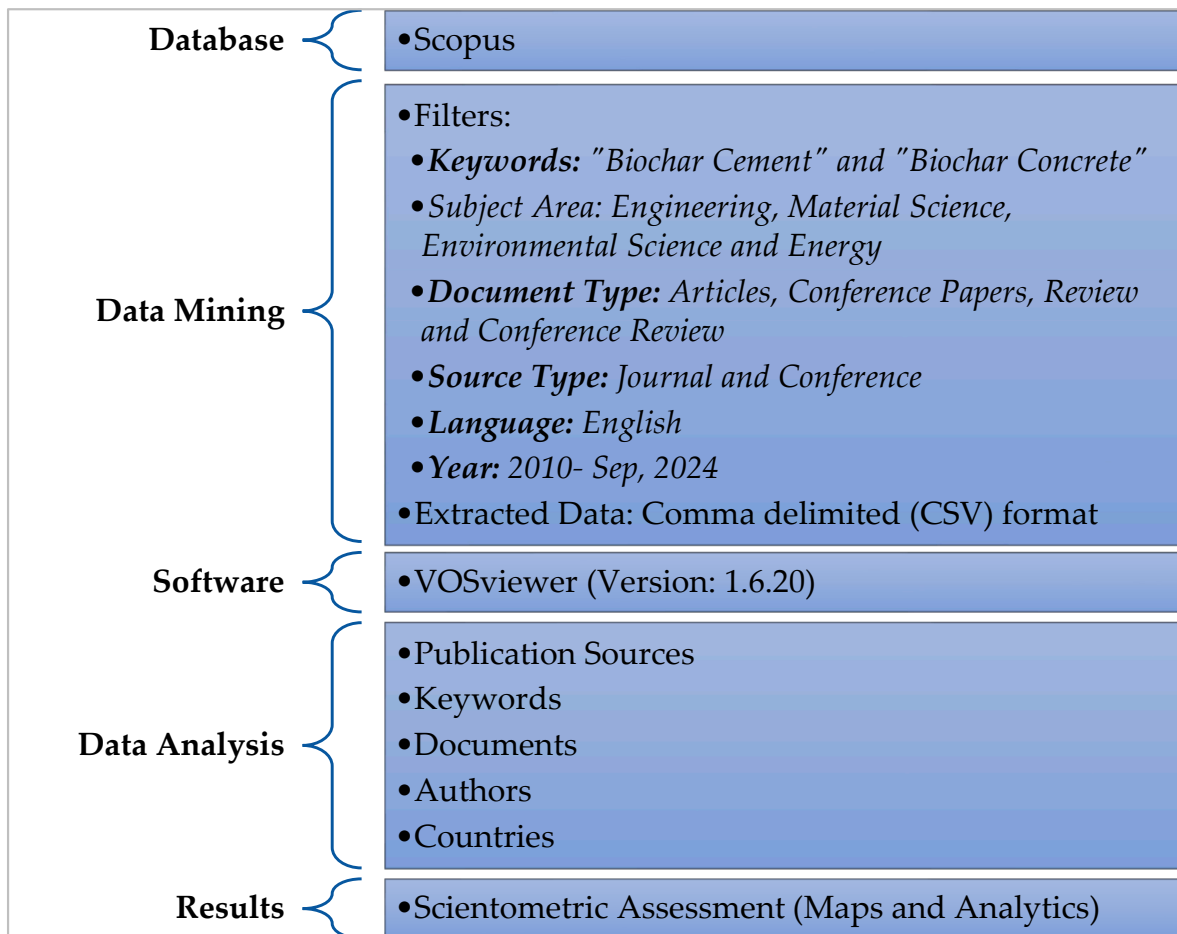 Database
•Scopus
Data Mining
•Filters:
•Keywords: "Biochar Cement" and "Biochar Concrete"
•Subject Area: Engineering, Material Science,
Environmental Science and Energy
•Document Type: Articles, Conference Papers, Review
and Conference Review
•Source Type: Journal and Conference
•Language: English
•Year: 2010- Sep, 2024
•Extracted Data: Comma delimited (CSV) format
Software
•VOSviewer (Version: 1.6.20)
Data Analysis
•Publication Sources
•Keywords
•Documents
•Authors
•Countries
Results
•Scientometric Assessment (Maps and Analytics)